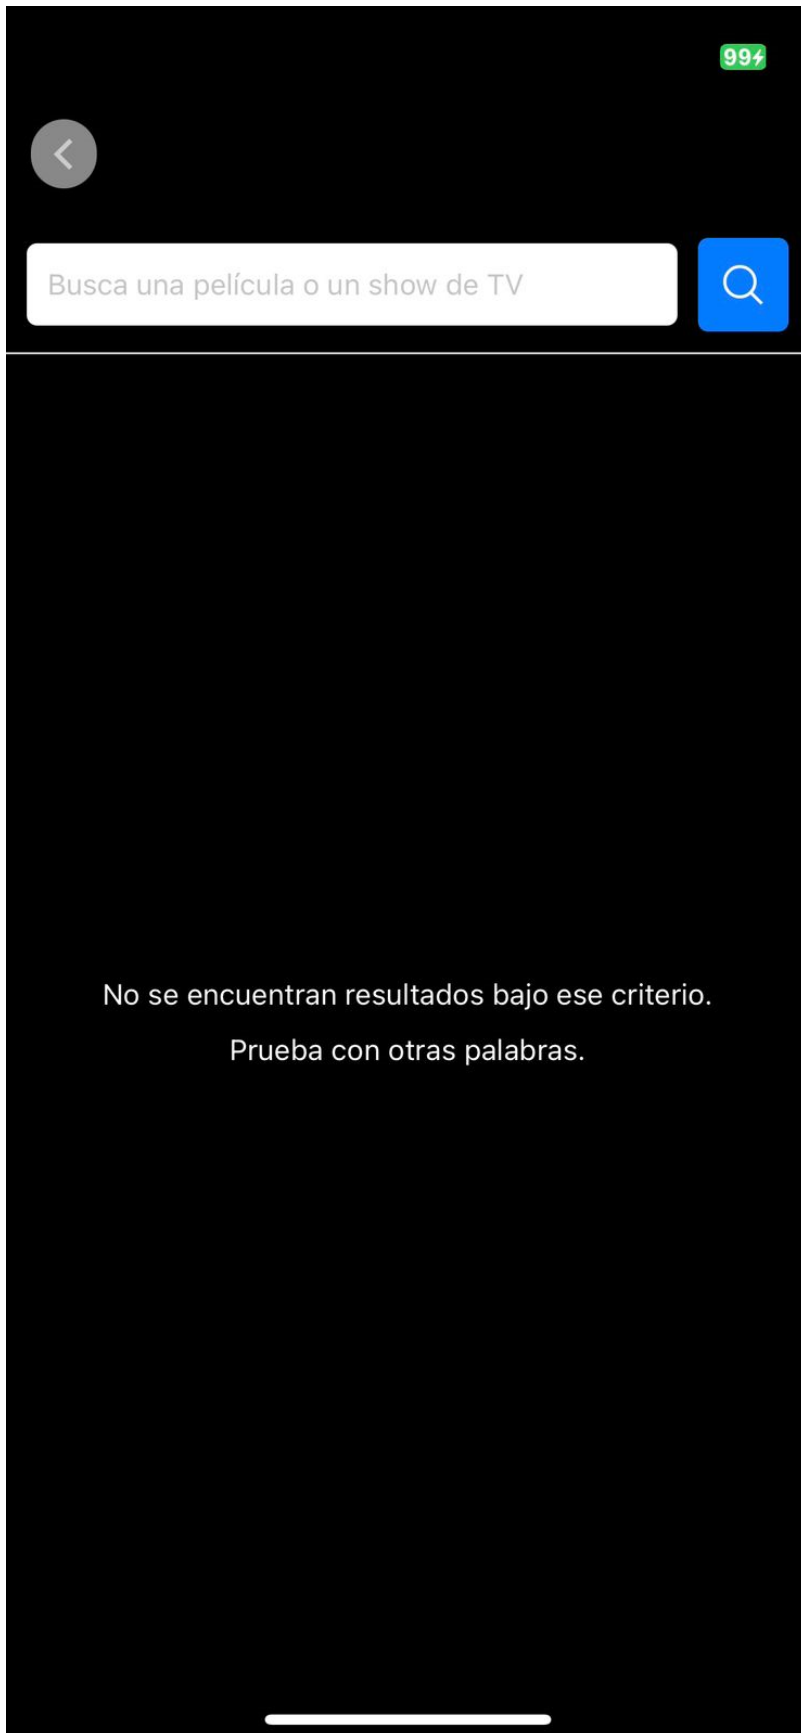 99
Busca una película o un show de TV
No se encuentran resultados bajo ese criterio.
Prueba con otras palabras.